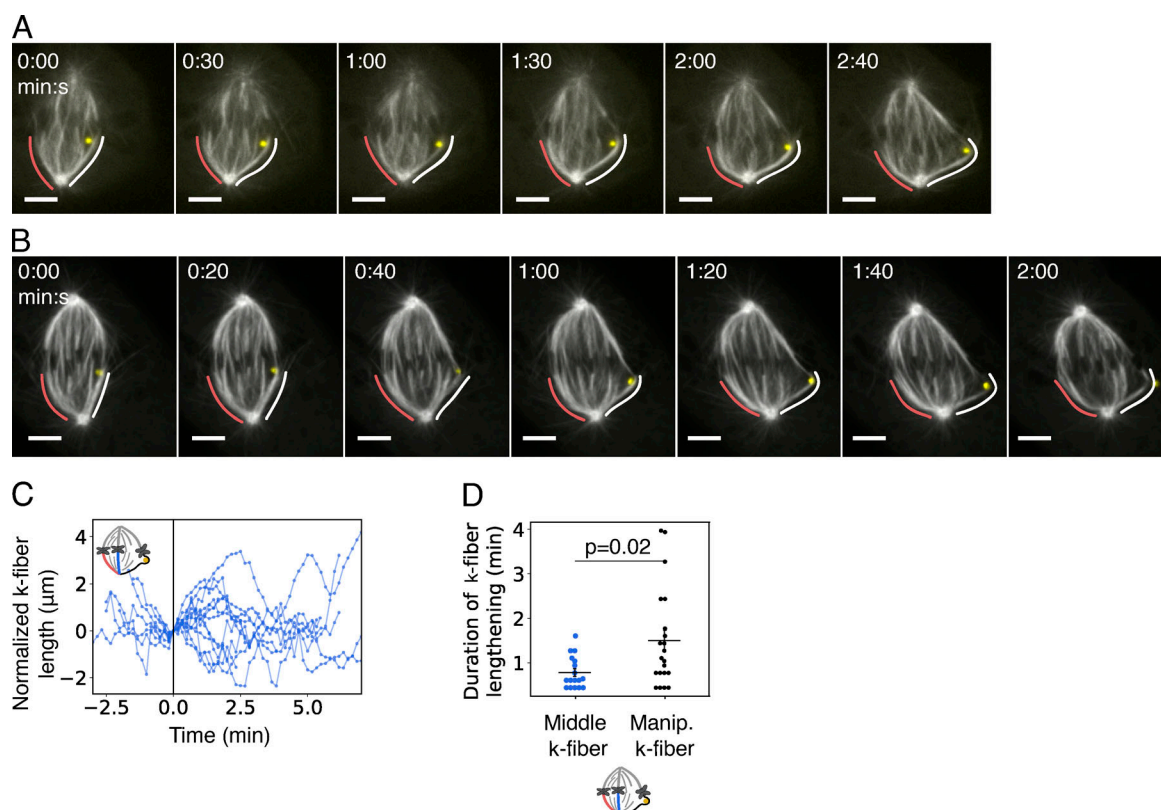 A
0:00
min:s
0:30
1:00
1:30
2:00
2:40
B
0:00
min:s
0:20
0:40
1:00
1:20
1:40
2:00
C
Normalized k-fiber
length (μm)
4
2
0
−2
−2.5
0.0
2.5
5.0
Time (min)
D
Duration of k-fiber
lengthening (min)
4
3
2
1
p=0.02
Middle
k-fiber
Manip.
k-fiber